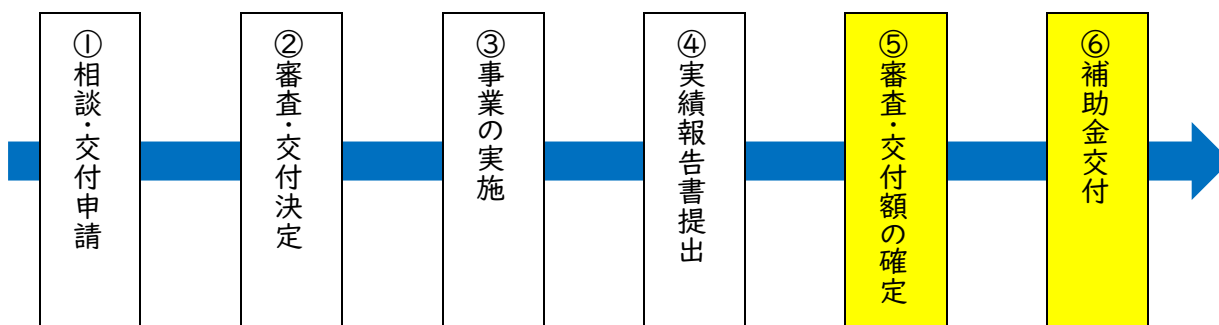 ①相談・交付申請
②審査・交付決定
③事業の実施
④実績報告書提出
⑤審査・交付額の確定
⑥補助金交付